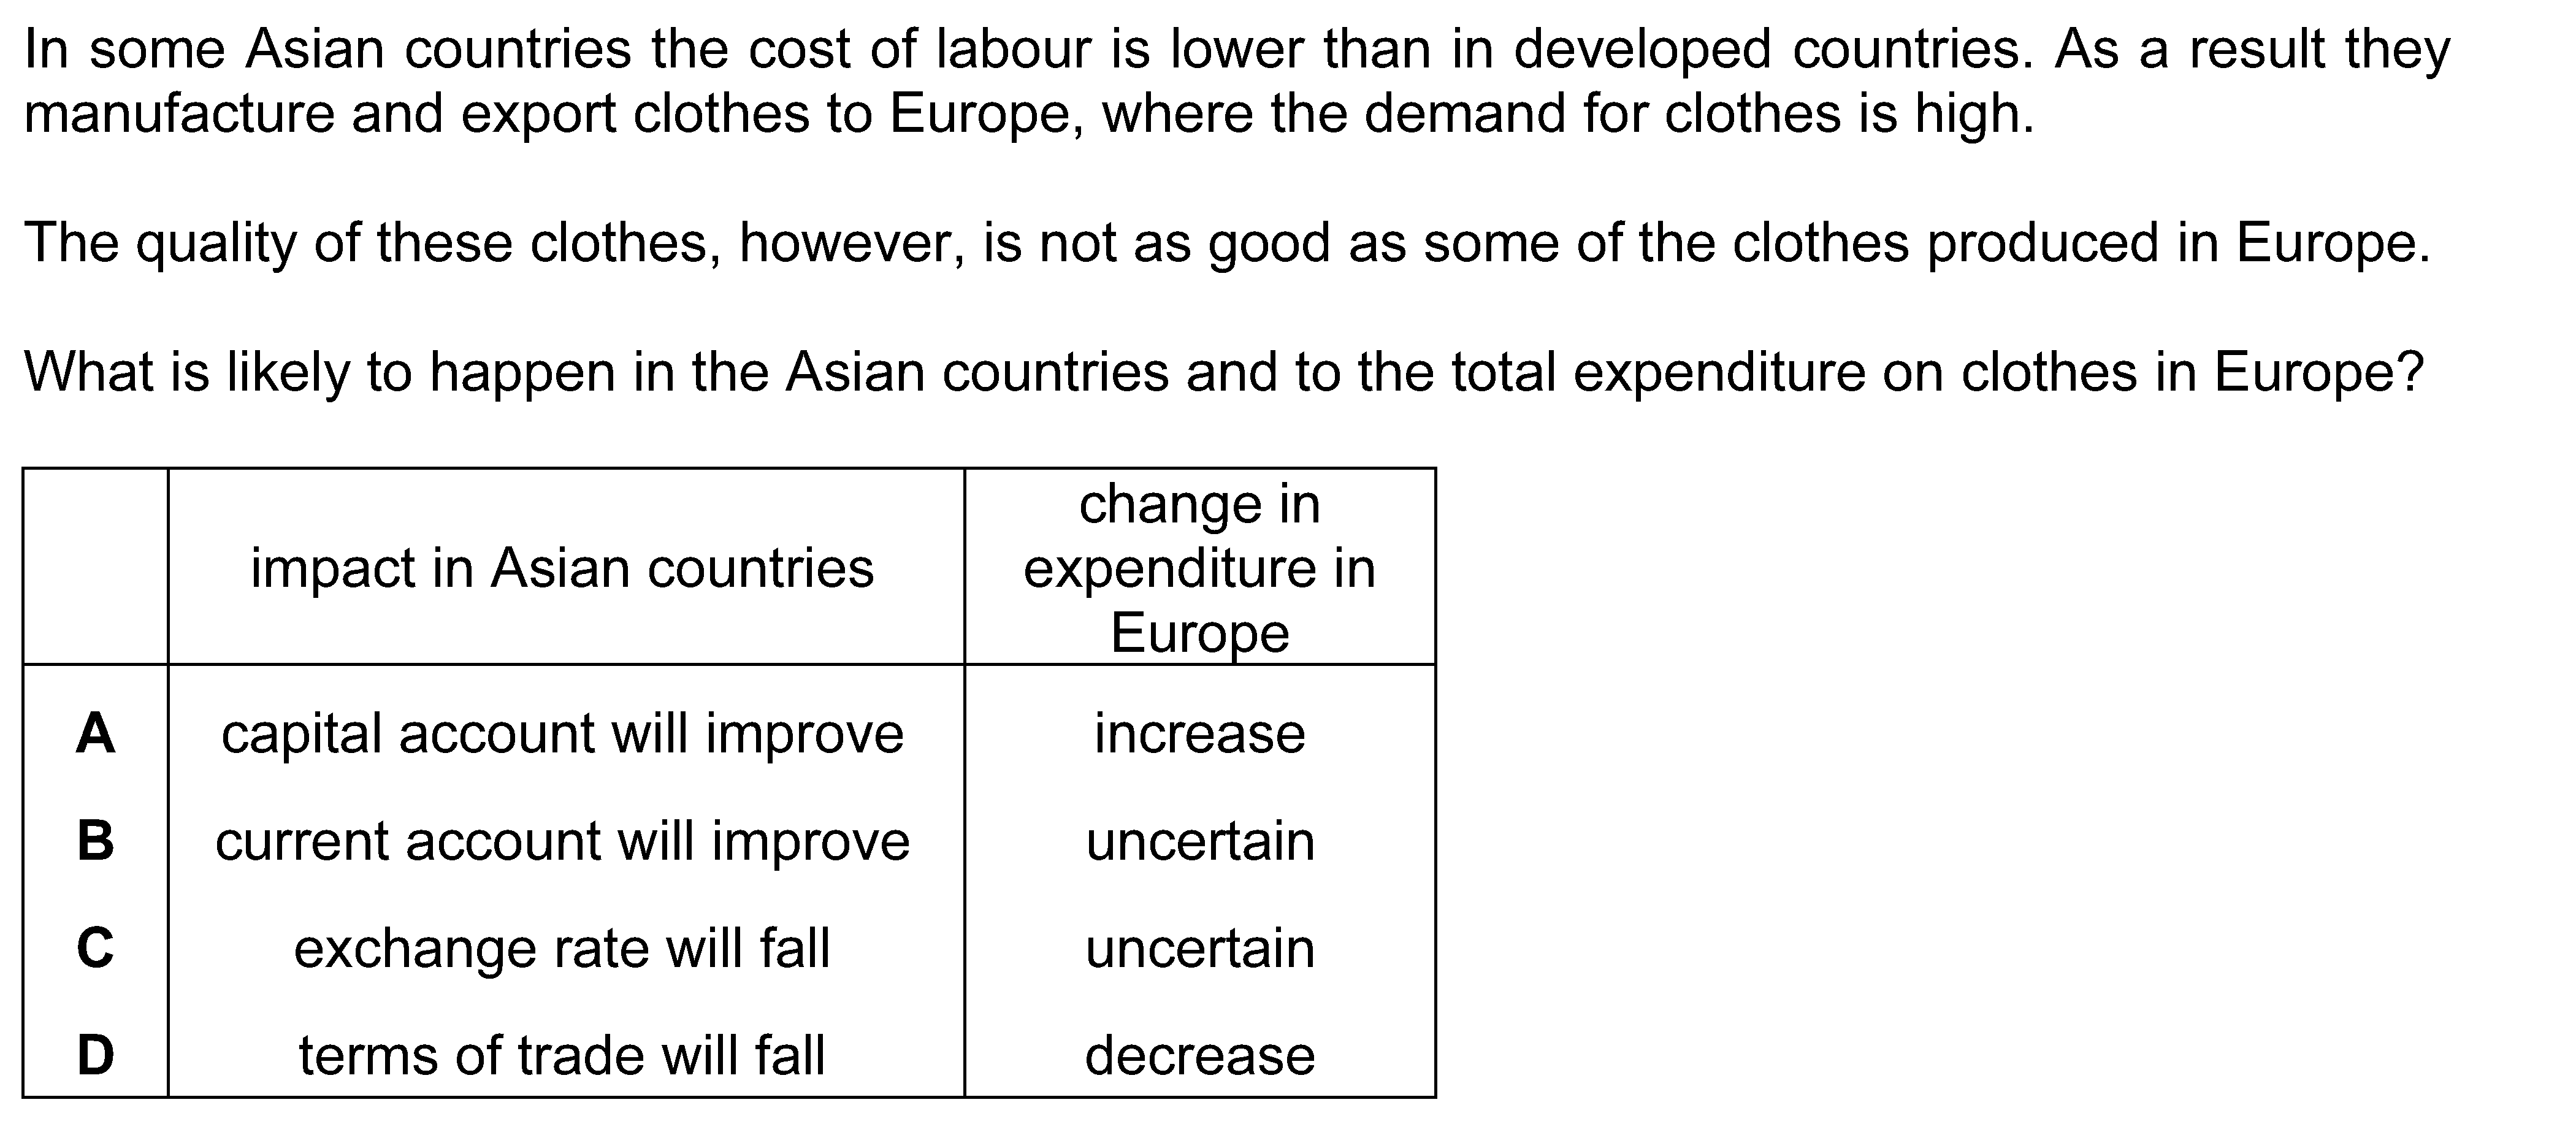 In some Asian countries the cost of labour is lower than in developed countries. As a result they
manufacture and export clothes to Europe, where the demand for clothes is high.
The quality of these clothes, however, is not as good as some of the clothes produced in Europe.
What is likely to happen in the Asian countries and to the total expenditure on clothes in Europe?
impact in Asian countries
change in
expenditure in
Europe
A capital account will improve increase
B current account will improve uncertain
C exchange rate will fall uncertain
D terms of trade will fall decrease